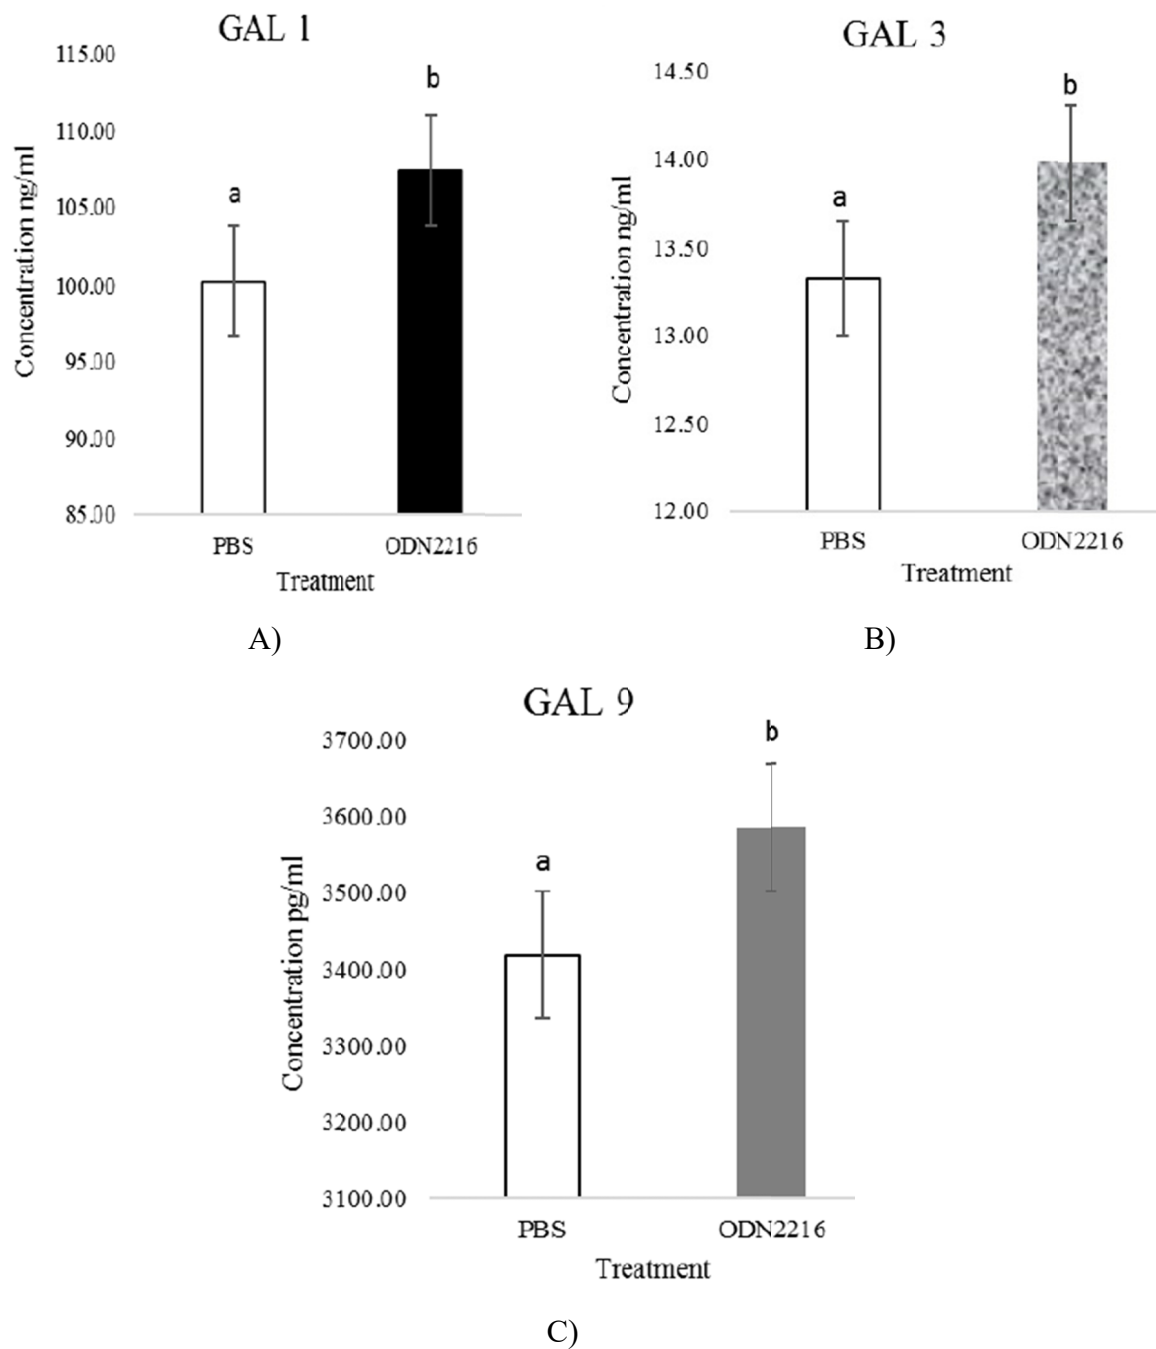 GAL 1
115.00
110.00
105.00
100.00
95.00
90.00
85.00
Concentration ng/ml
a
b
PBS
ODN2216
Treatment
A)
GAL 3
14.50
14.00
13.50
13.00
12.50
12.00
Concentration ng/ml
a
b
PBS
ODN2216
Treatment
B)
GAL 9
3700.00
3600.00
3500.00
3400.00
3300.00
3200.00
3100.00
Concentration pg/ml
a
b
PBS
ODN2216
Treatment
C)